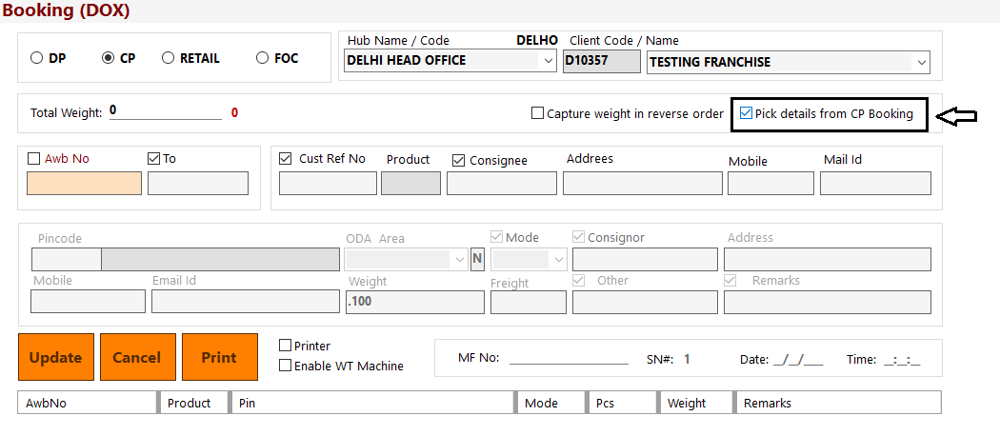 Booking (DOX)
Hub Name / Code DELHO Client Code / Name
DP CP RETAIL FOC DELHI HEAD OFFICE D10357 TESTING FRANCHISE
Total Weight: 0 0 Capture weight in reverse order Pick details from CP Booking
Awb No To Cust Ref No Product Consignee Addrees Mobile Mail Id
Pincode ODA Area Mode Consignor Address
N
Mobile Email Id Weight Freight Other Remarks
.100
Update Cancel Print Printer
Enable WT Machine
MF No: SN#: 1 Date: _/_/__ Time: _:_:_
AwbNo Product Pin Mode Pcs Weight Remarks